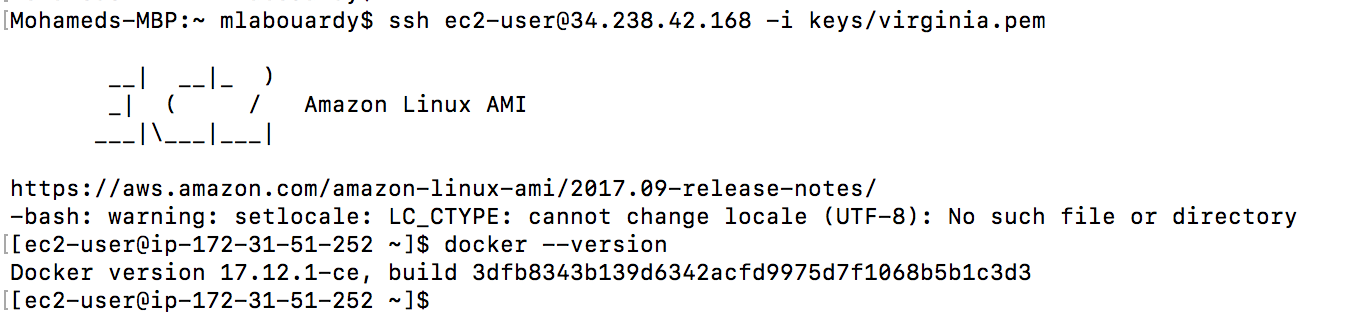 [Mohameds-MBP:~ mlabouardy$ ssh ec2-user@34.238.42.168 -i keys/virginia.pem
       __|  __|_  )
       _|  (     /   Amazon Linux AMI
      ___|\___|___|
https://aws.amazon.com/amazon-linux-ami/2017.09-release-notes/
-bash: warning: setlocale: LC_CTYPE: cannot change locale (UTF-8): No such file or directory
[[ec2-user@ip-172-31-51-252 ~]$ docker --version
Docker version 17.12.1-ce, build 3dfb8343b139d6342acfd9975d7f1068b5b1c3d3
[[ec2-user@ip-172-31-51-252 ~]$